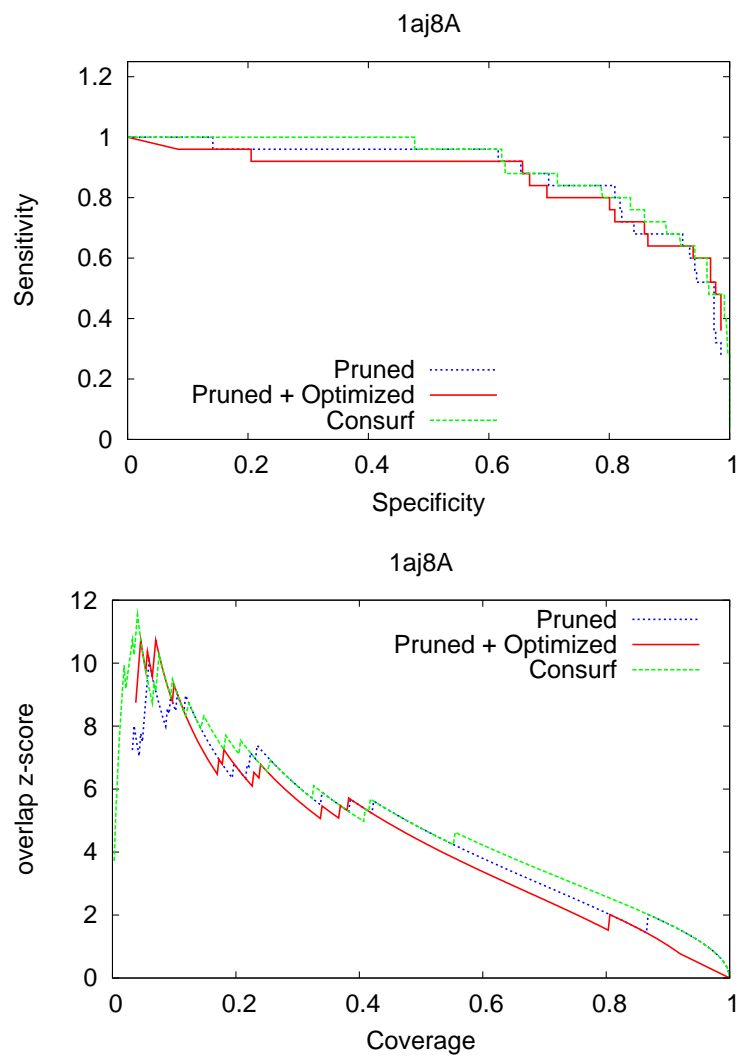 1aj8A
1.2
1
0.8
0.6
0.4
0.2
0
Sensitivity
Pruned
Pruned + Optimized
Consurf
0 0.2 0.4 0.6 0.8 1
Specificity
1aj8A
12
10
8
6
4
2
0
overlap z-score
Pruned
Pruned + Optimized
Consurf
0 0.2 0.4 0.6 0.8 1
Coverage